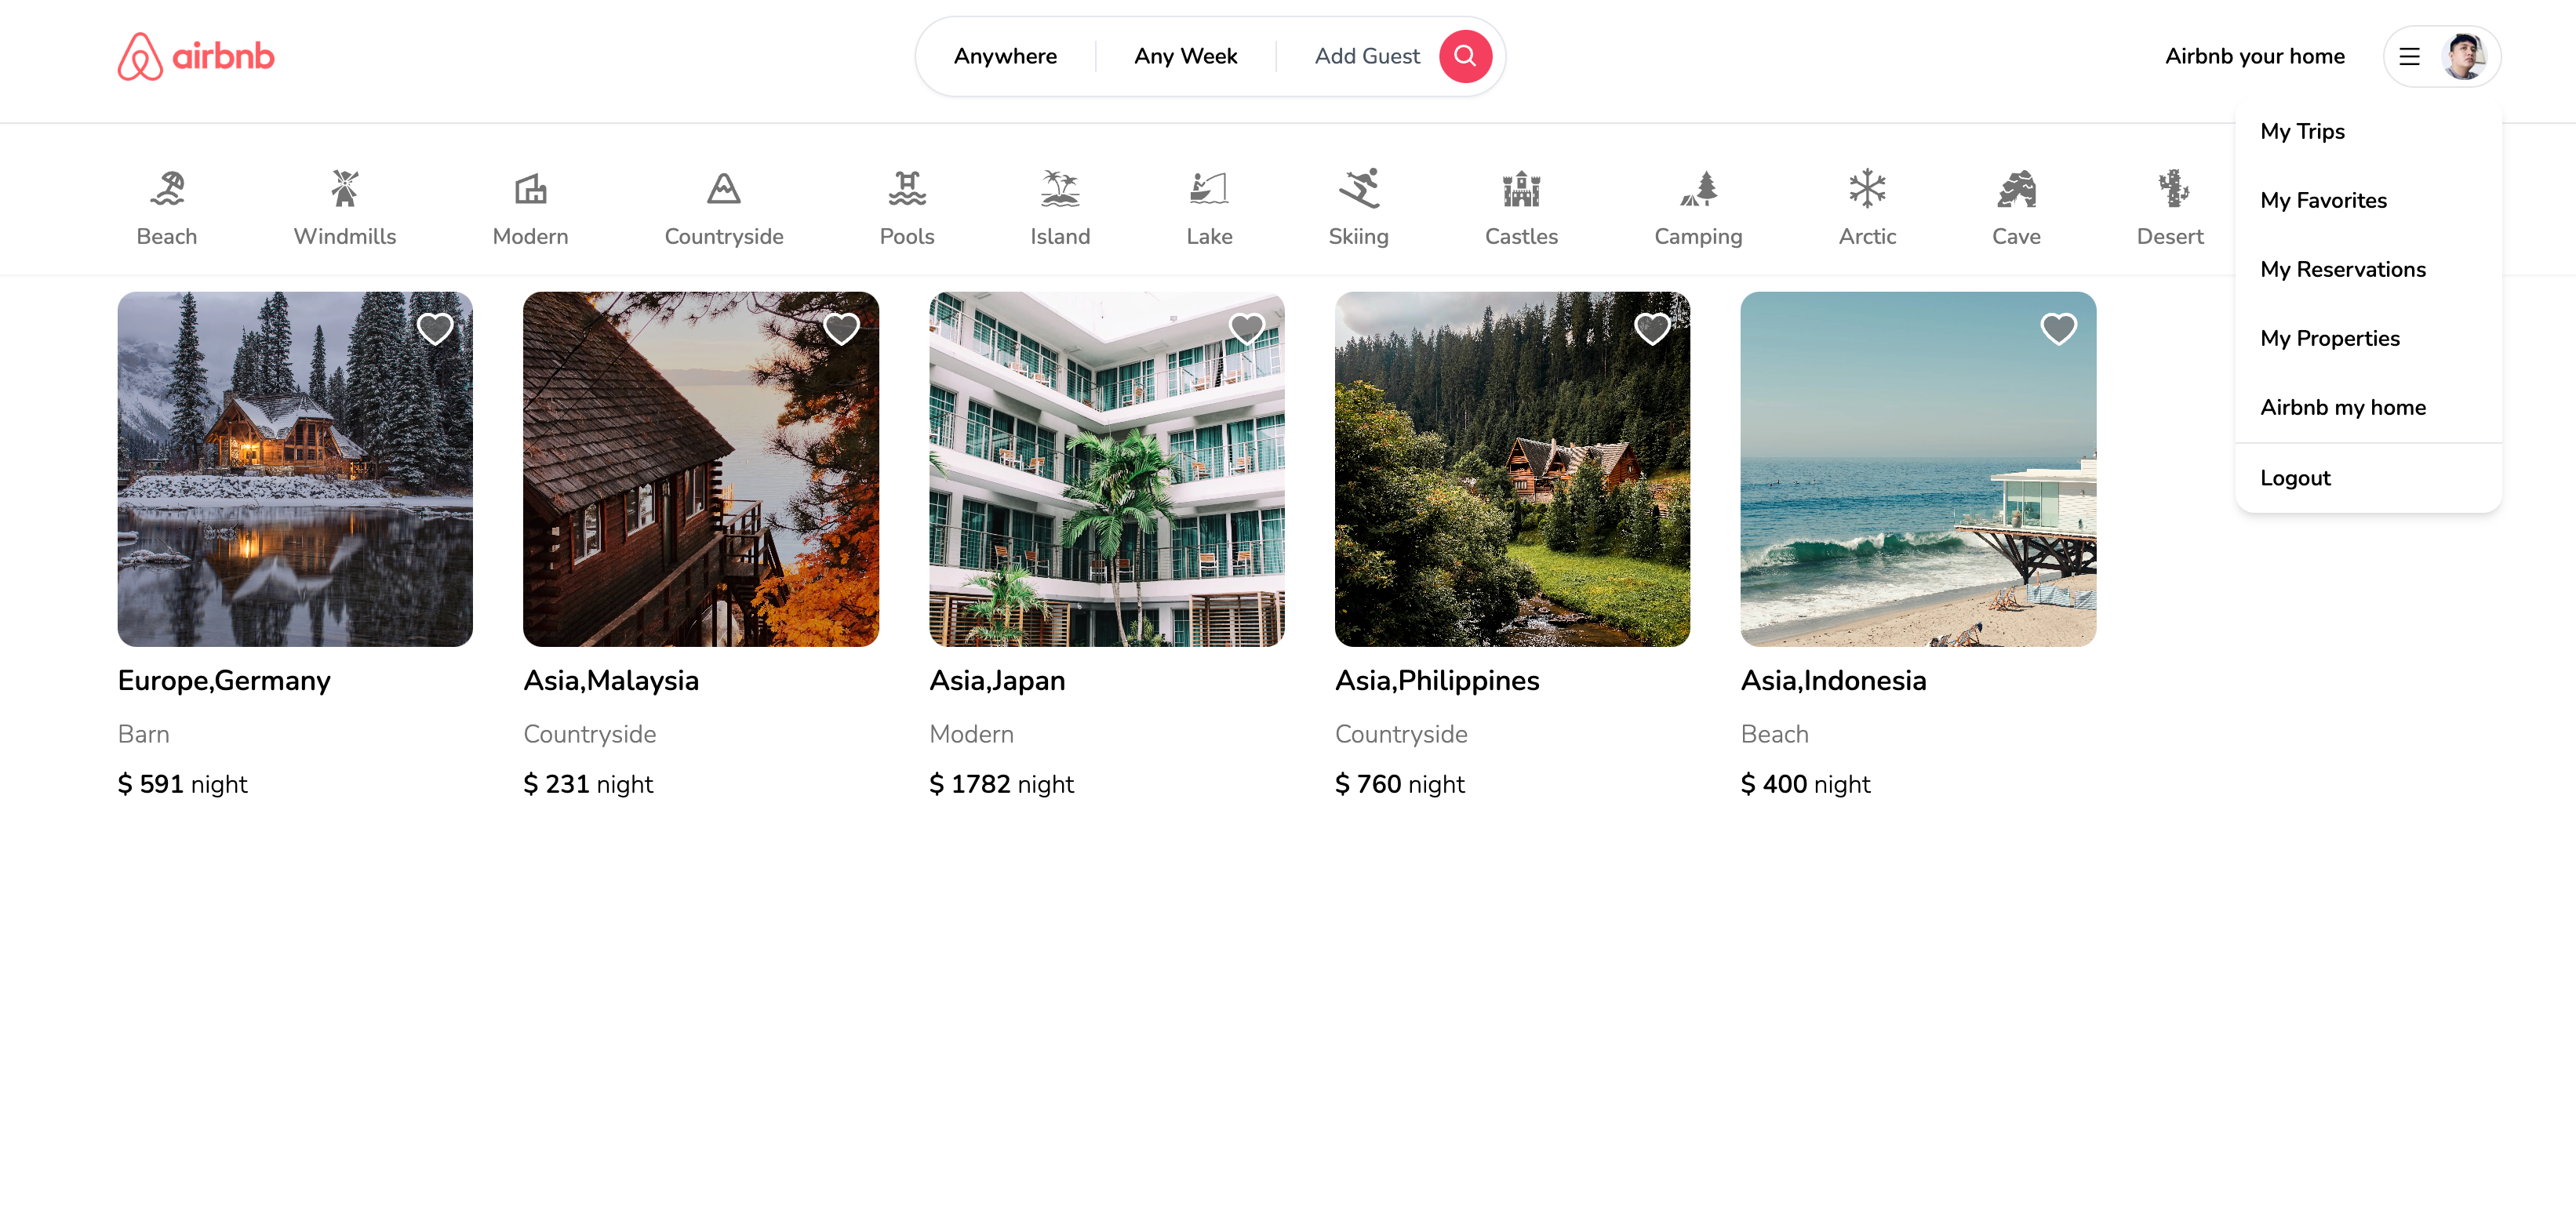 airbnb
Anywhere
Any Week
Add Guest
Airbnb your home
My Trips
My Favorites
My Reservations
My Properties
Airbnb my home
Logout
Beach
Windmills
Modern
Countryside
Pools
Island
Lake
Skiing
Castles
Camping
Arctic
Cave
Desert
Europe,Germany
Barn
$ 591 night
Asia,Malaysia
Countryside
$ 231 night
Asia,Japan
Modern
$ 1782 night
Asia,Philippines
Countryside
$ 760 night
Asia,Indonesia
Beach
$ 400 night